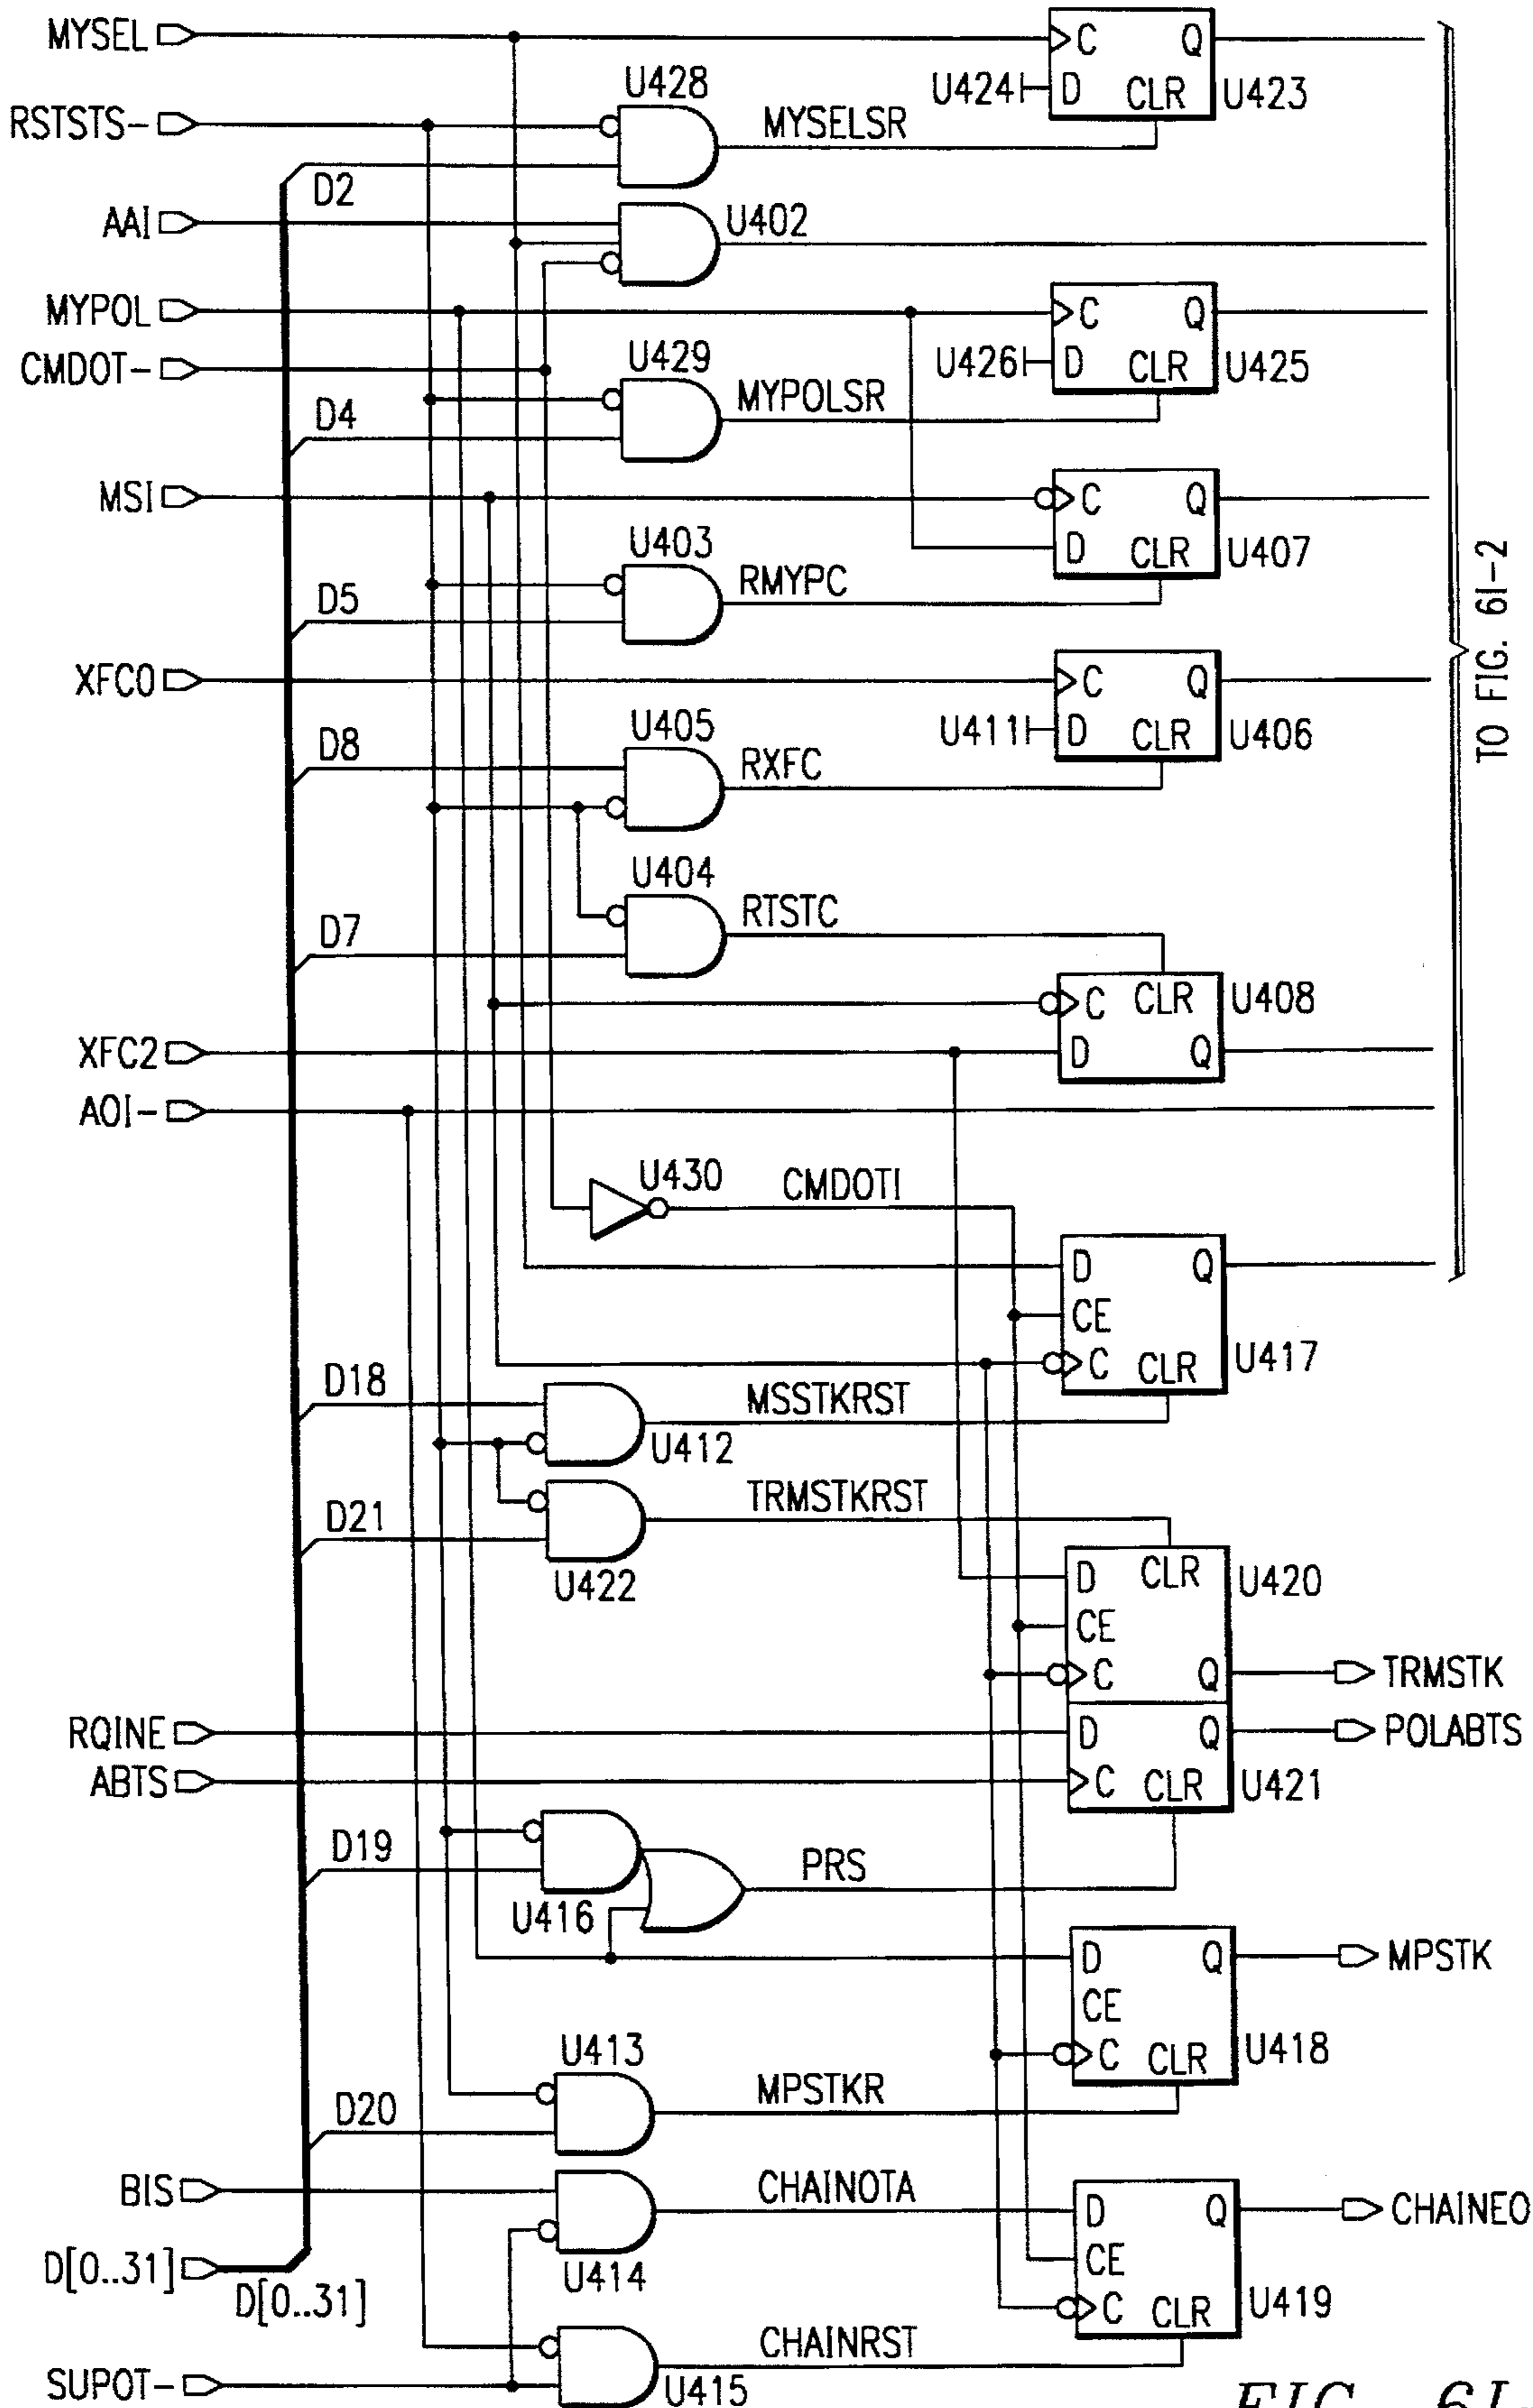 MYSEL
C Q
U428
U424 D CLR U423
RSTSTS-
MYSELSR
D2
AAI
U402
MYPOL
C Q
CMDOT-
U429
U426 D CLR U425
MYPOLSR
D4
MSI
C Q
U403
D CLR U407
RMYPC
D5
TO FIG. 6I-2
XFC0
C Q
U405
U411 D CLR U406
D8
RXFC
U404
RTSTC
D7
C CLR U408
XFC2
D Q
AOI-
U430
CMDOTI
D Q
CE
C CLR U417
D18
MSSTKRST
U412
TRMSTKRST
D21
U422
D CLR U420
CE
C Q TRMSTK
RQINE
D Q POLABTS
ABTS
C CLR U421
D19
PRS
U416
D Q MPSTK
CE
U413
C CLR U418
MPSTKR
D20
BIS
CHAINOTA
D Q CHAINEO
D[0..31]
U414
CE
D[0..31]
C CLR U419
CHAINRST
SUPOT-
U415